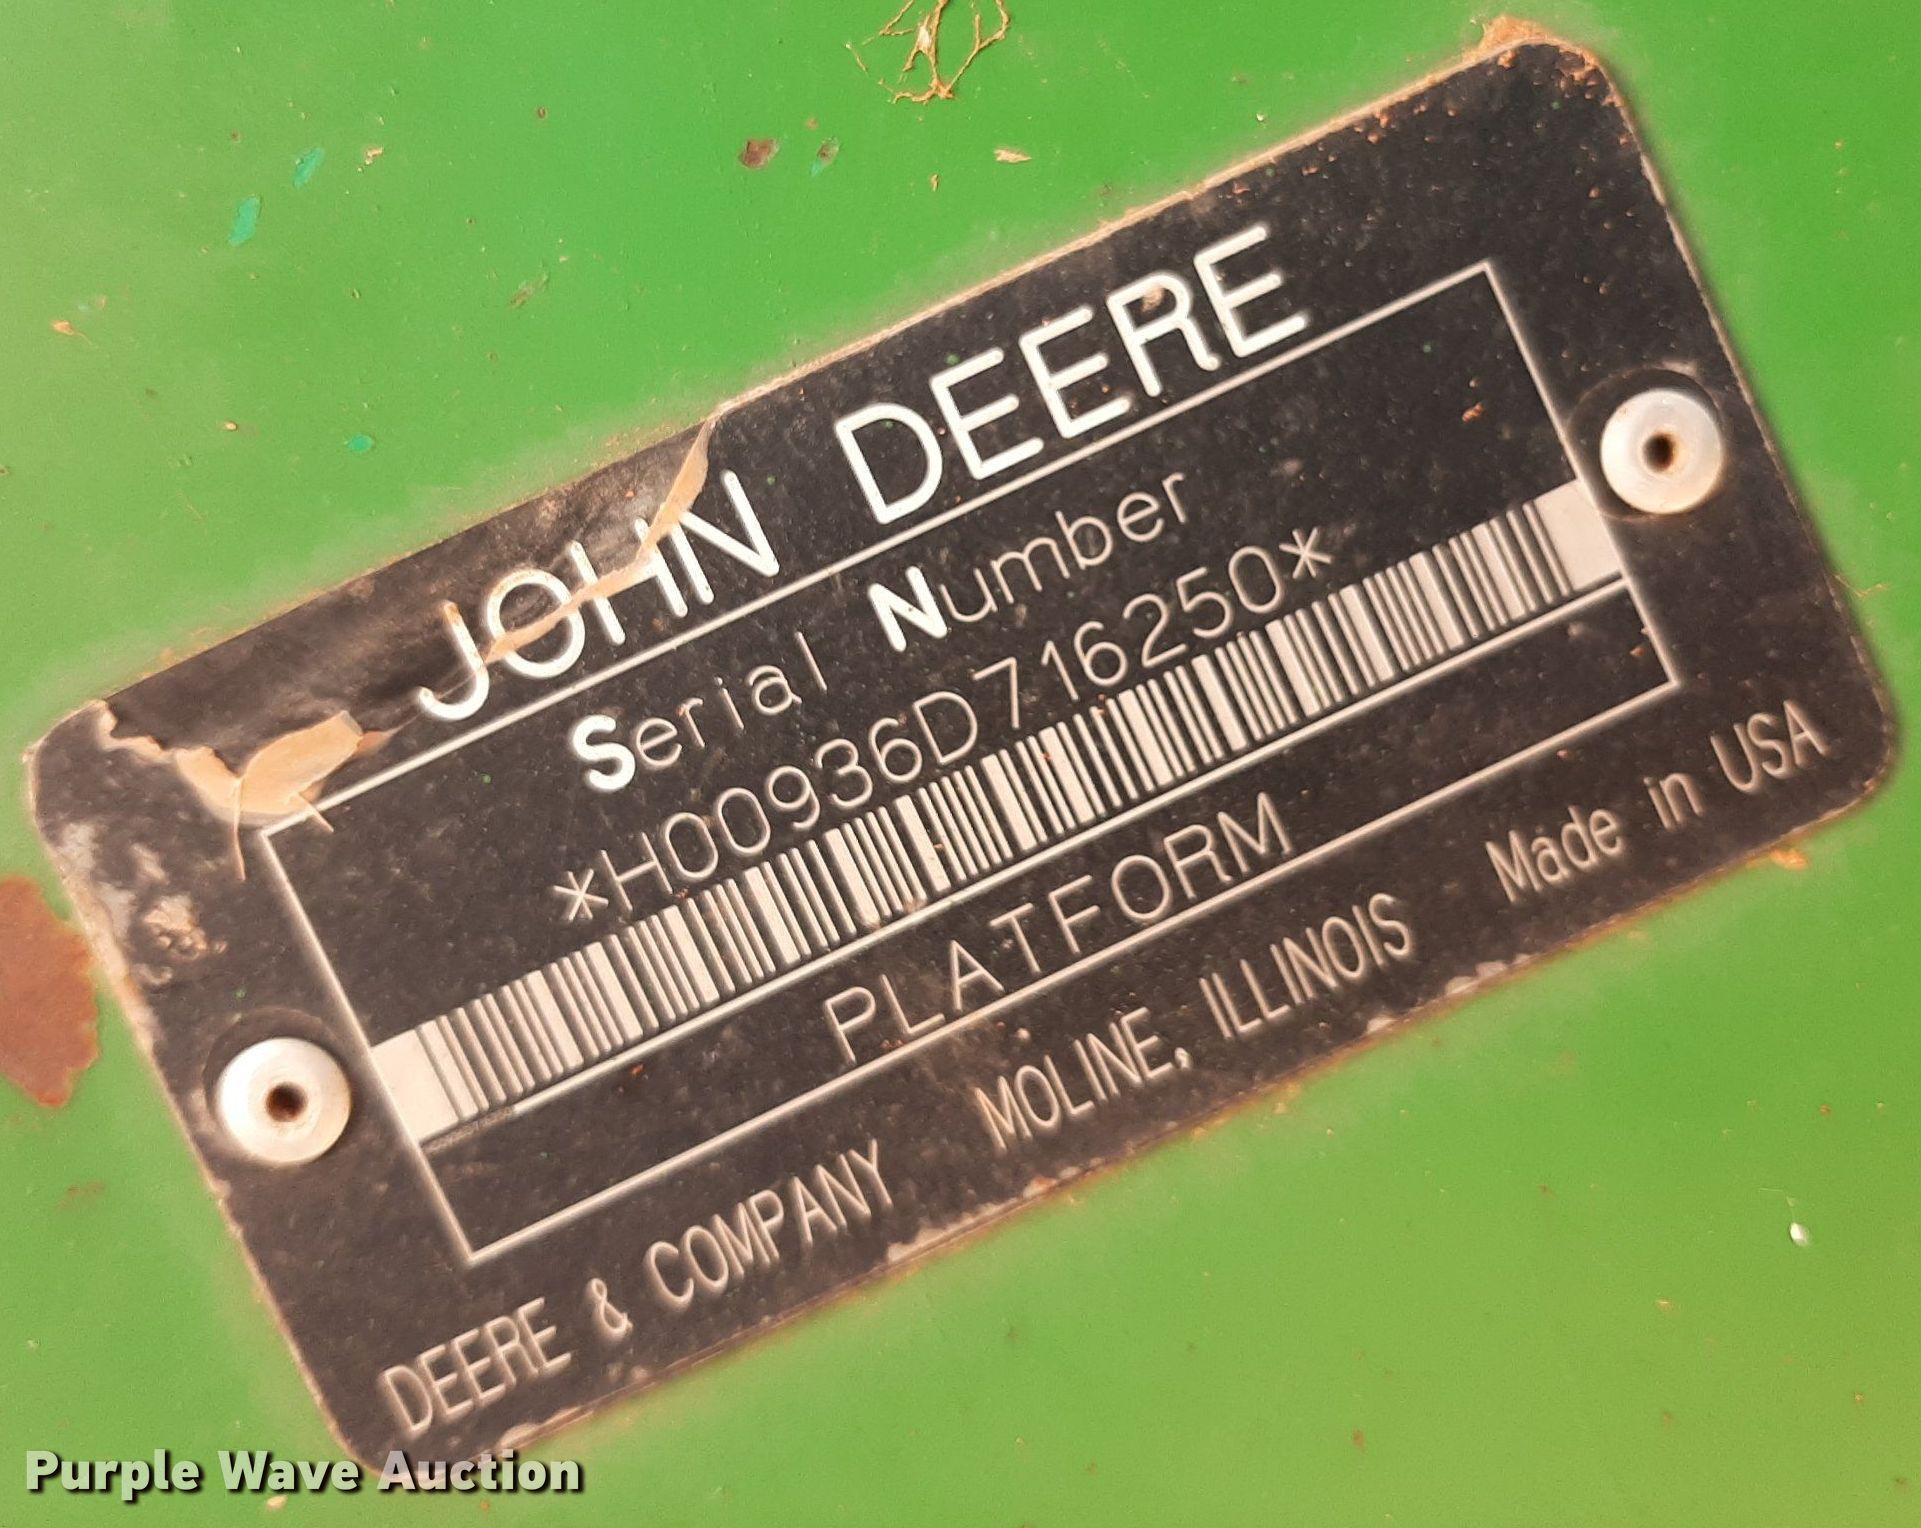 JOHN DEERE
Serial Number
*H00936D716250*
PLATFORM
DEERE & COMPANY MOLINE, ILLINOIS Made in USA
Purple Wave Auction